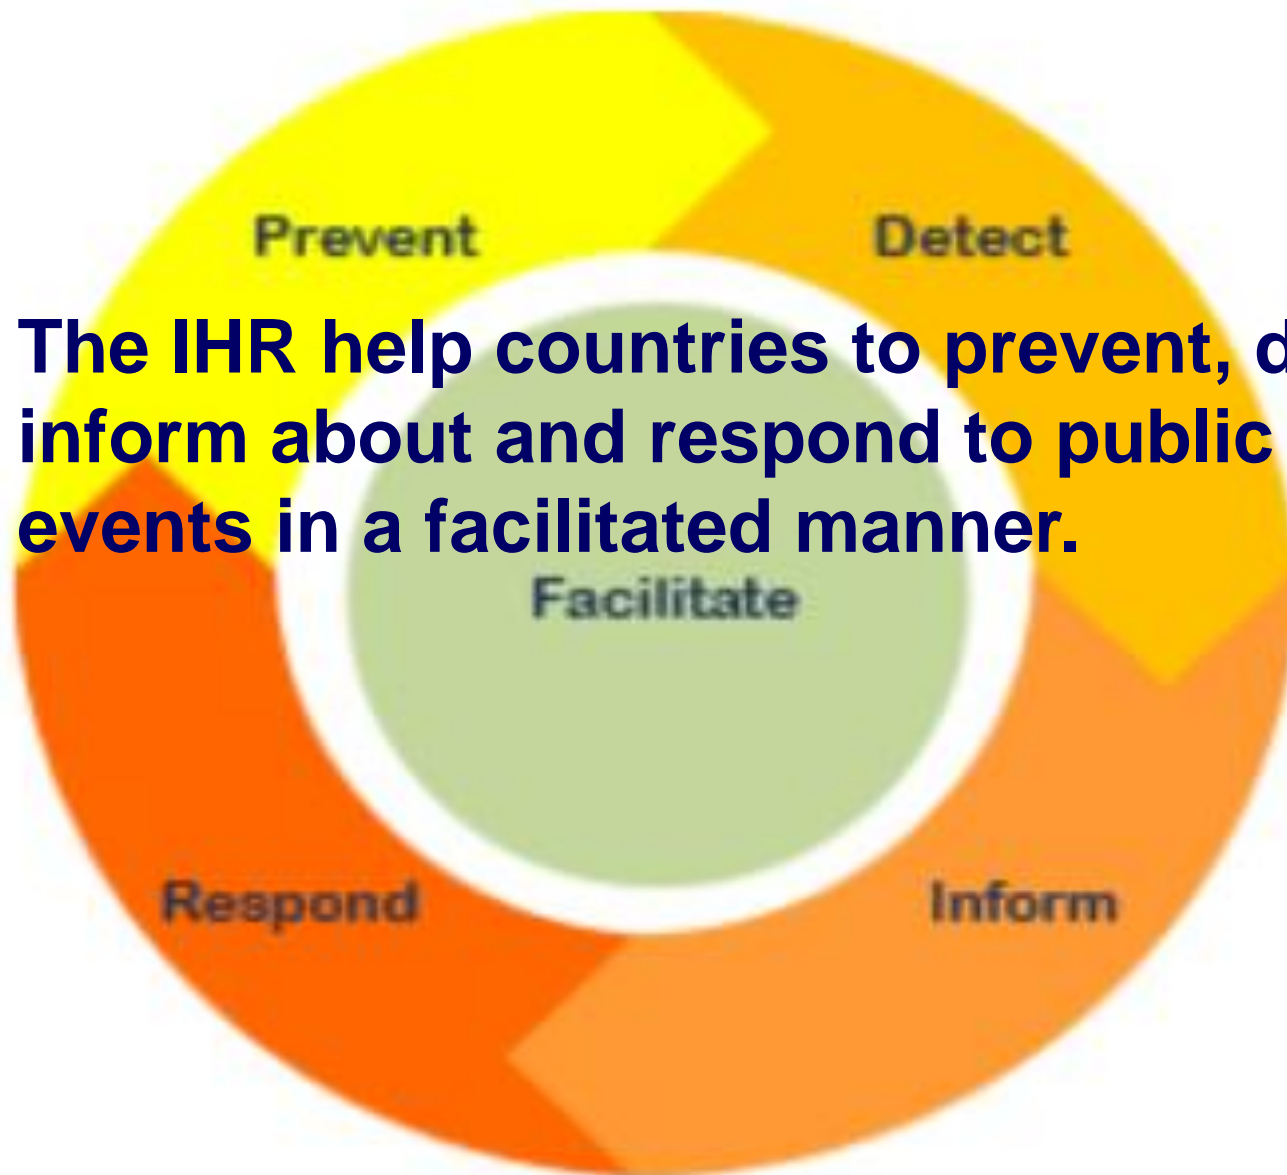 Prevent
Detect
The IHR help countries to prevent,
inform about and respond to public
events in a facilitated manner.
Facilitate
Respond
Inform